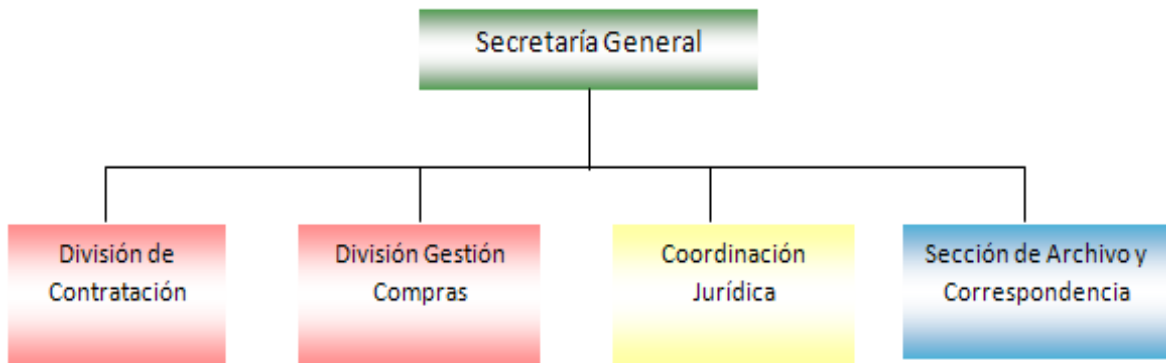 Secretaría General
División de
Contratación
División Gestión
Compras
Coordinación
Jurídica
Sección de Archivo y
Correspondencia